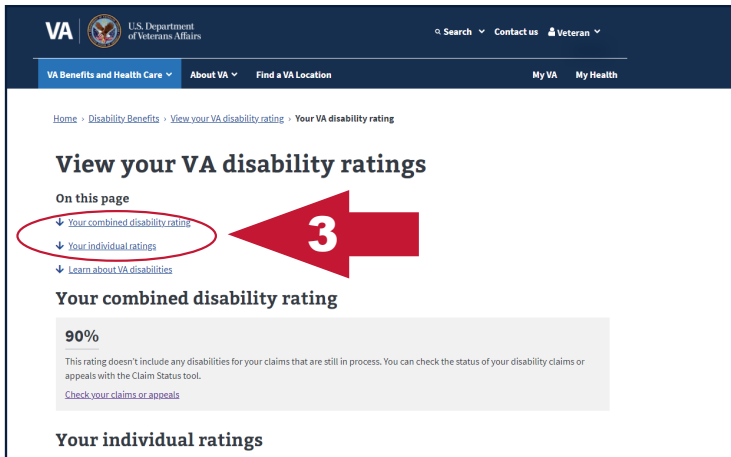 VA
U.S. Department
of Veterans Affairs
Search
Contact us
Veteran
VA Benefits and Health Care
About VA
Find a VA Location
My VA
My Health
Home › Disability Benefits › View your VA disability rating › Your VA disability rating
View your VA disability ratings
On this page
Your combined disability rating
3
Your individual ratings
Learn about VA disabilities
Your combined disability rating
90%
This rating doesn't include any disabilities for your claims that are still in process. You can check the status of your disability claims or
appeals with the Claim Status tool.
Check your claims or appeals
Your individual ratings